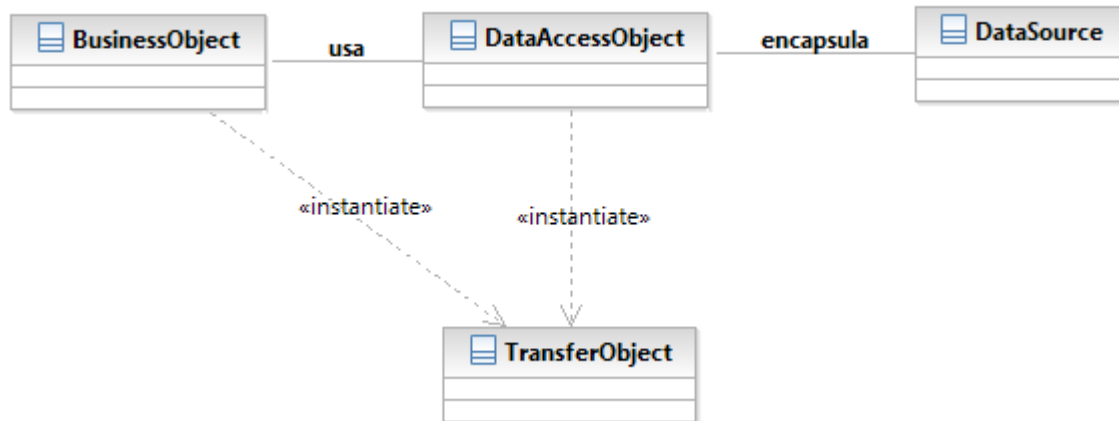 BusinessObject
usa
DataAccessObject
encapsula
DataSource
«instantiate»
«instantiate»
TransferObject